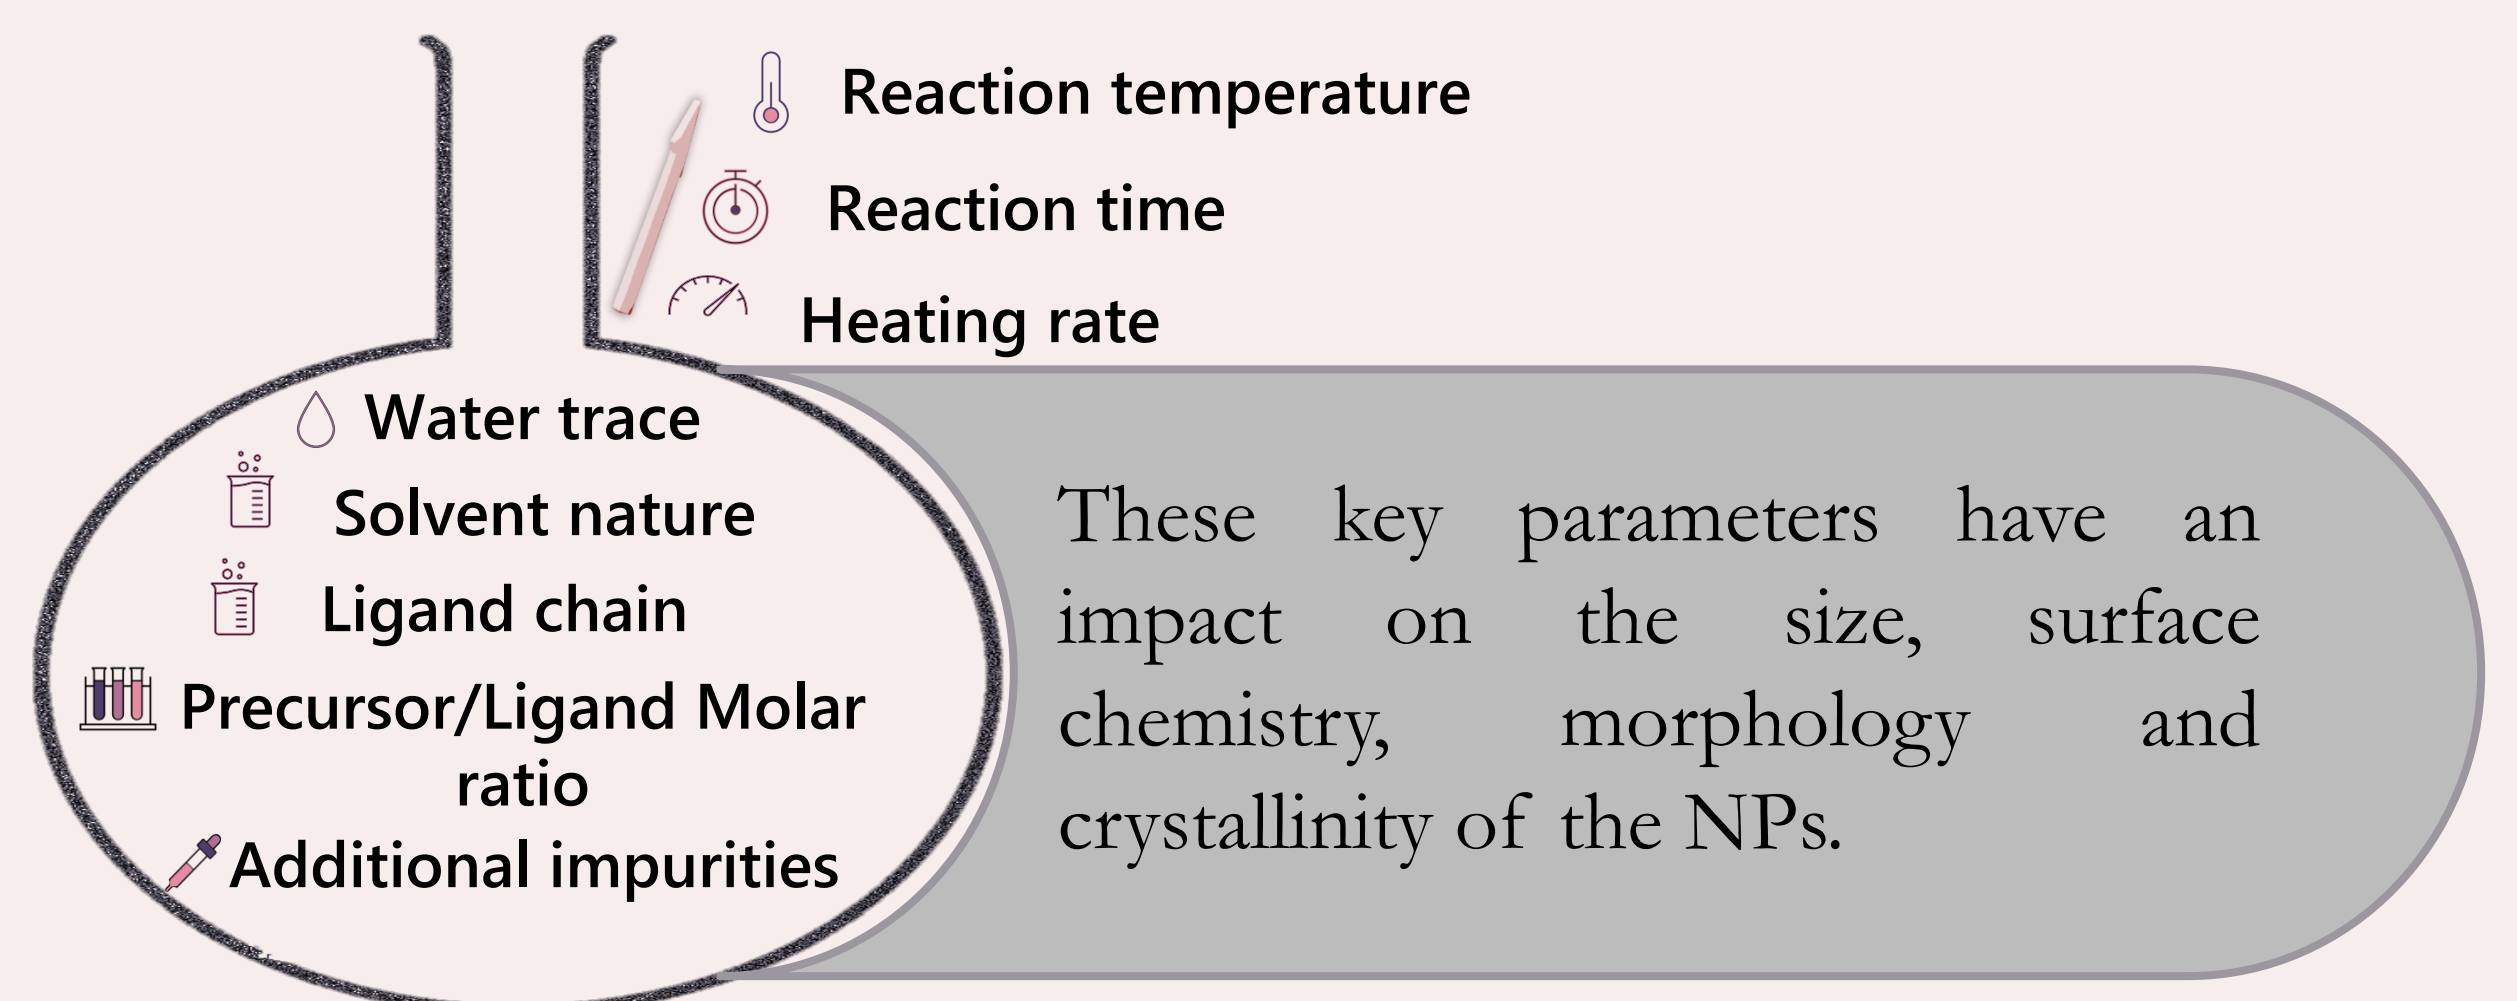 Reaction temperature
Reaction time
Heating rate
Water trace
Solvent nature
Ligand chain
Precursor/Ligand Molar
ratio
Additional impurities
These key parameters have an
impact on the size, surface
chemistry, morphology and
crystallinity of the NPs.